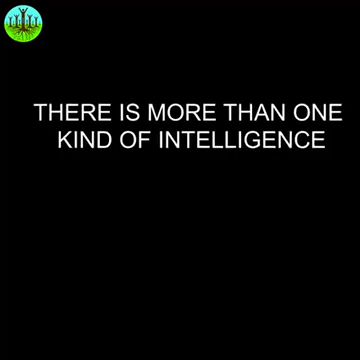 THERE IS MORE THAN ONE
KIND OF INTELLIGENCE